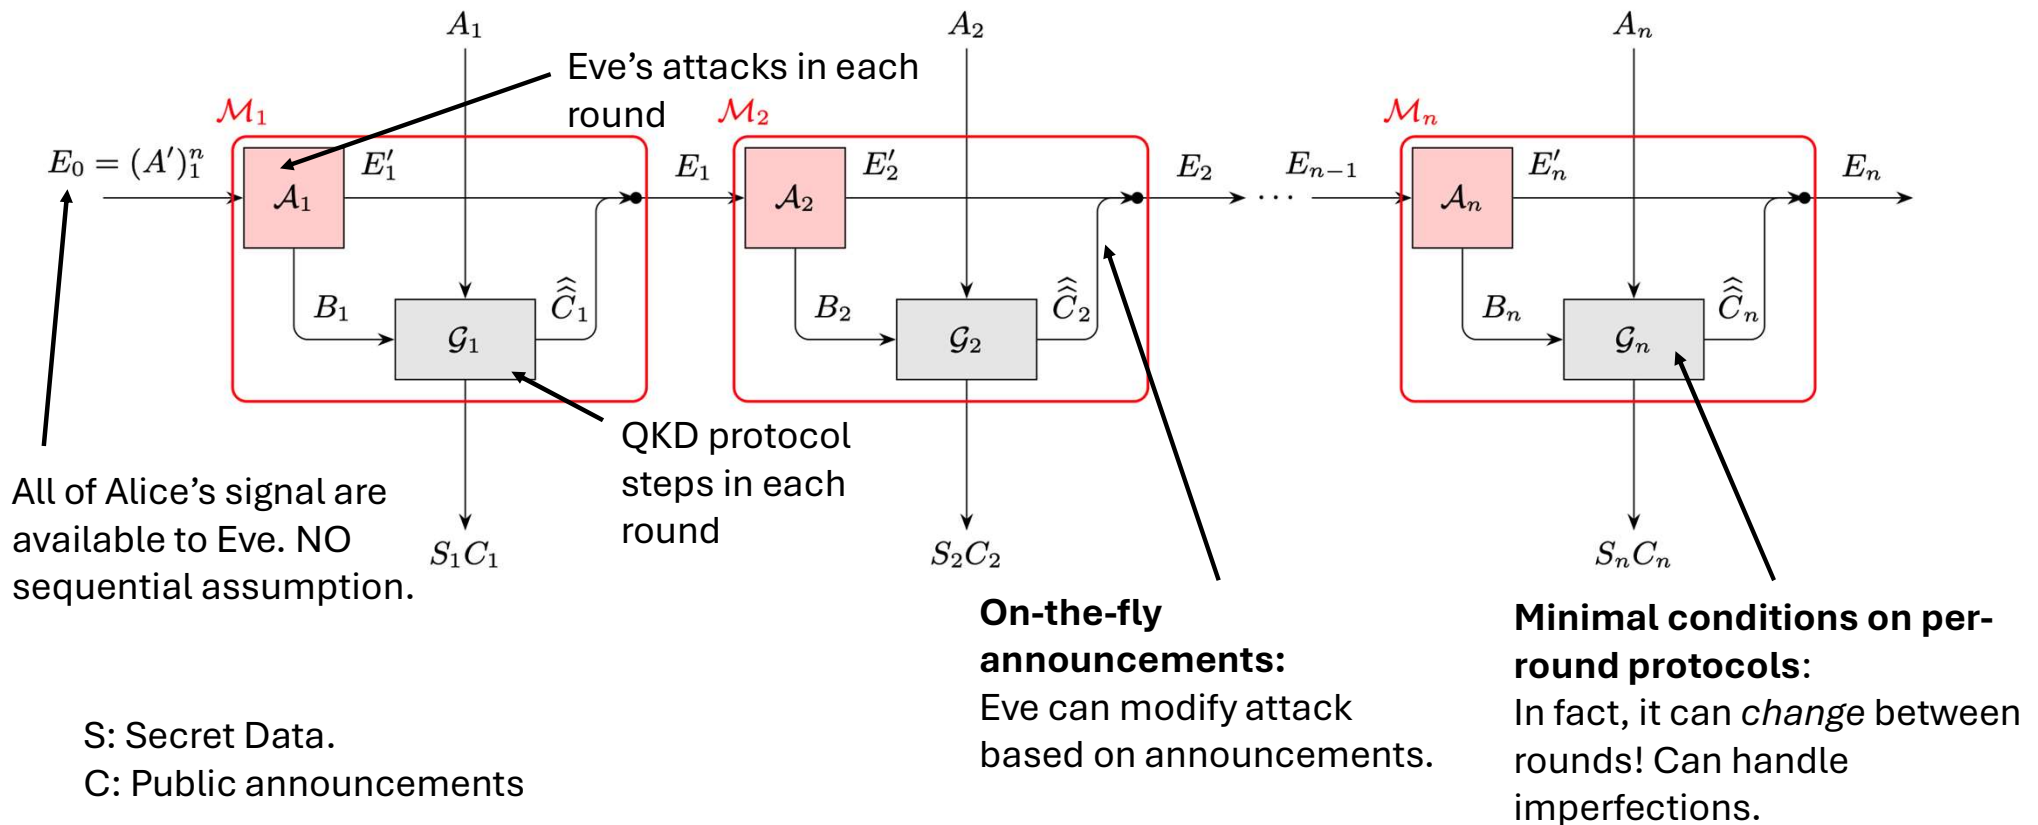 A₁
A₂
Aₙ
Eve's attacks in each
round
ℳ₁
ℳ₂
ℳₙ
E₀ = (A′)₁ⁿ
𝒜₁
E′₁
E₁
𝒜₂
E′₂
E₂
···
Eₙ₋₁
𝒜ₙ
E′ₙ
Eₙ
B₁
𝒢₁
Ĉ̂₁
B₂
𝒢₂
Ĉ̂₂
Bₙ
𝒢ₙ
Ĉ̂ₙ
All of Alice's signal are
available to Eve. NO
sequential assumption.
QKD protocol
steps in each
round
S₁C₁
S₂C₂
SₙCₙ
On-the-fly
announcements:
Eve can modify attack
based on announcements.
Minimal conditions on per-
round protocols:
In fact, it can change between
rounds! Can handle
imperfections.
S: Secret Data.
C: Public announcements